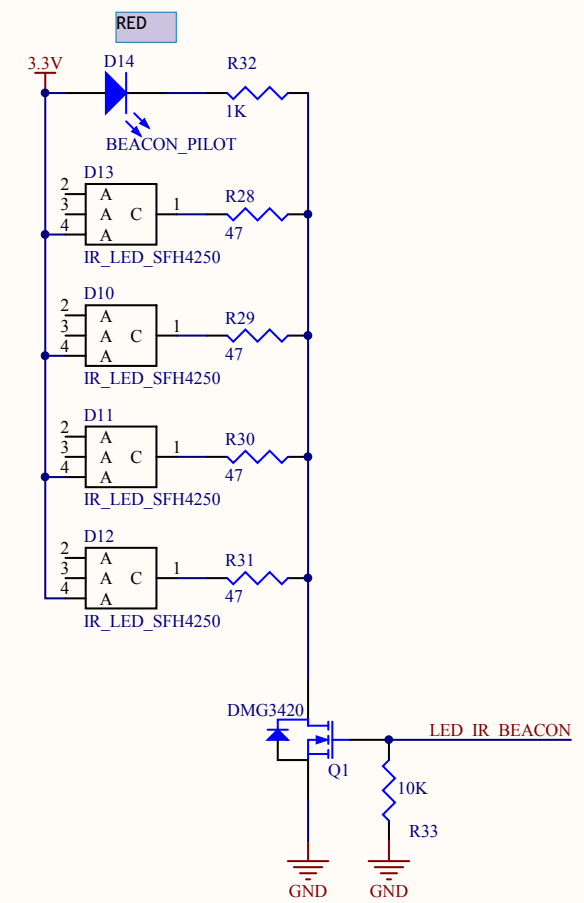 RED
3.3V
D14
R32
1K
BEACON_PILOT
D13
2 A
3 A C 1
4 A
R28
47
IR_LED_SFH4250
D10
2 A
3 A C 1
4 A
R29
47
IR_LED_SFH4250
D11
2 A
3 A C 1
4 A
R30
47
IR_LED_SFH4250
D12
2 A
3 A C 1
4 A
R31
47
IR_LED_SFH4250
DMG3420
LED_IR_BEACON
Q1
10K
R33
GND
GND